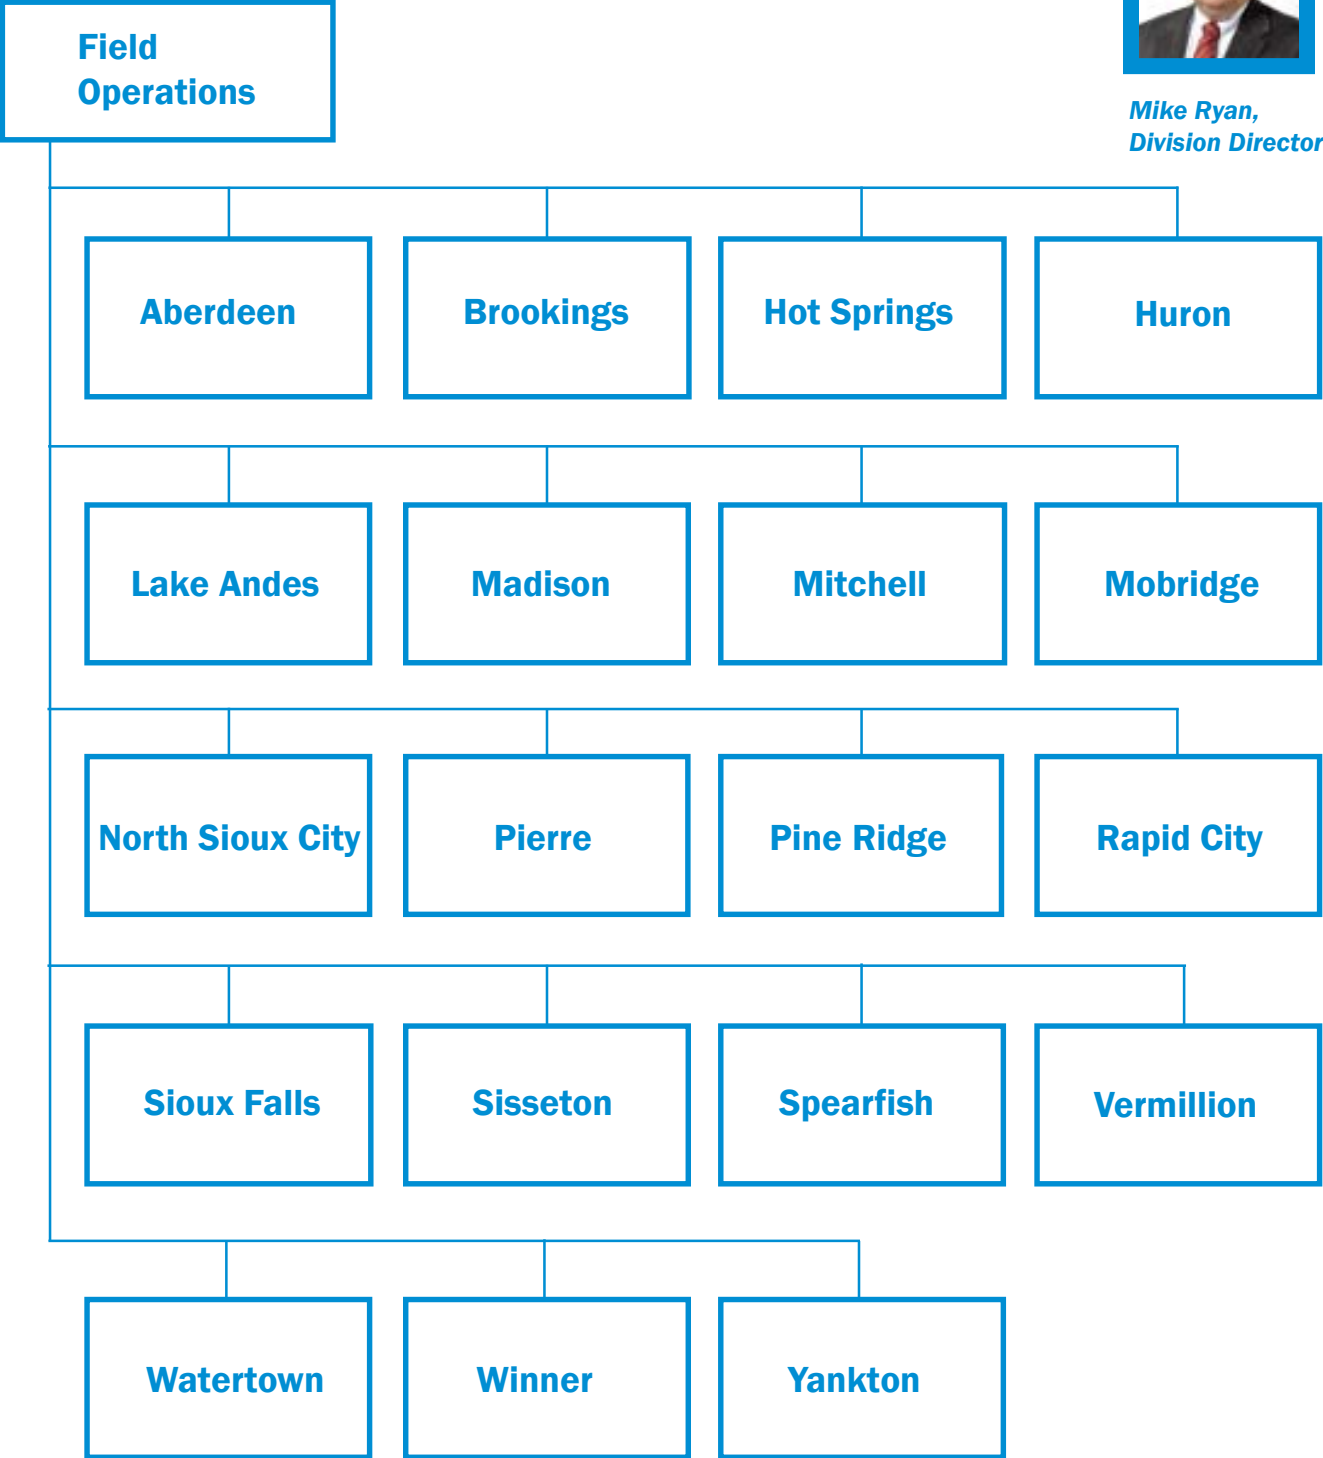 Field
Operations
Mike Ryan,
Division Director
Aberdeen
Brookings
Hot Springs
Huron
Lake Andes
Madison
Mitchell
Mobridge
North Sioux City
Pierre
Pine Ridge
Rapid City
Sioux Falls
Sisseton
Spearfish
Vermillion
Watertown
Winner
Yankton